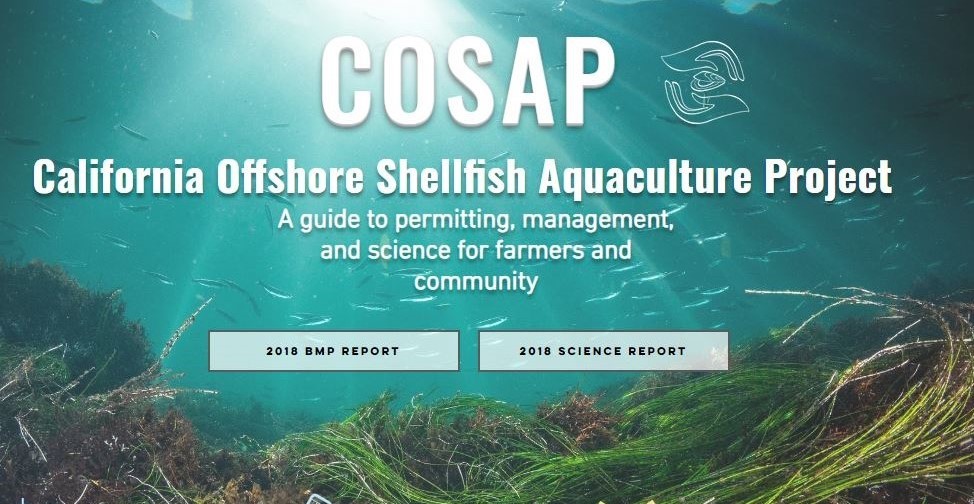 COSAP
California Offshore Shellfish Aquaculture Project
A guide to permitting, management,
and science for farmers and
community
2018 BMP REPORT
2018 SCIENCE REPORT